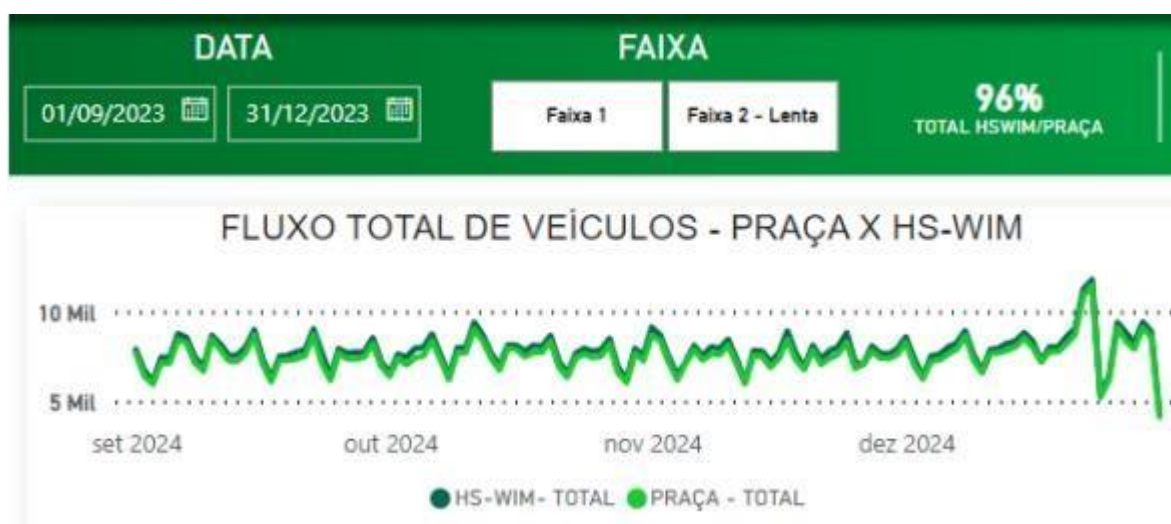 DATA
FAIXA
01/09/2023
31/12/2023
Faixa 1
Faixa 2 - Lenta
96%
TOTAL HSWIM/PRAÇA
FLUXO TOTAL DE VEÍCULOS - PRAÇA X HS-WIM
10 Mil
5 Mil
set 2024
out 2024
nov 2024
dez 2024
HS-WIM- TOTAL
PRAÇA - TOTAL